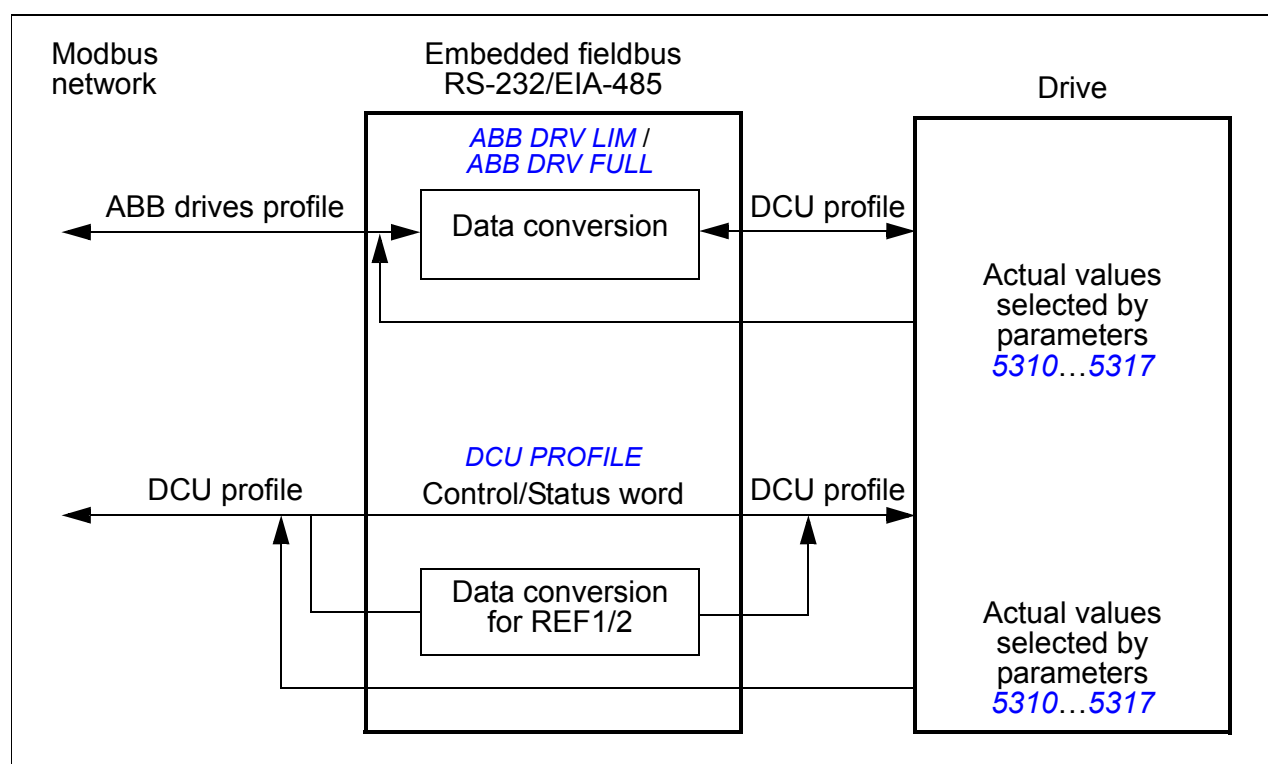 Modbus
network
Embedded fieldbus
RS-232/EIA-485
Drive
ABB DRV LIM /
ABB DRV FULL
ABB drives profile
Data conversion
DCU profile
Actual values
selected by
parameters
5310…5317
DCU PROFILE
DCU profile
Control/Status word
DCU profile
Data conversion
for REF1/2
Actual values
selected by
parameters
5310…5317